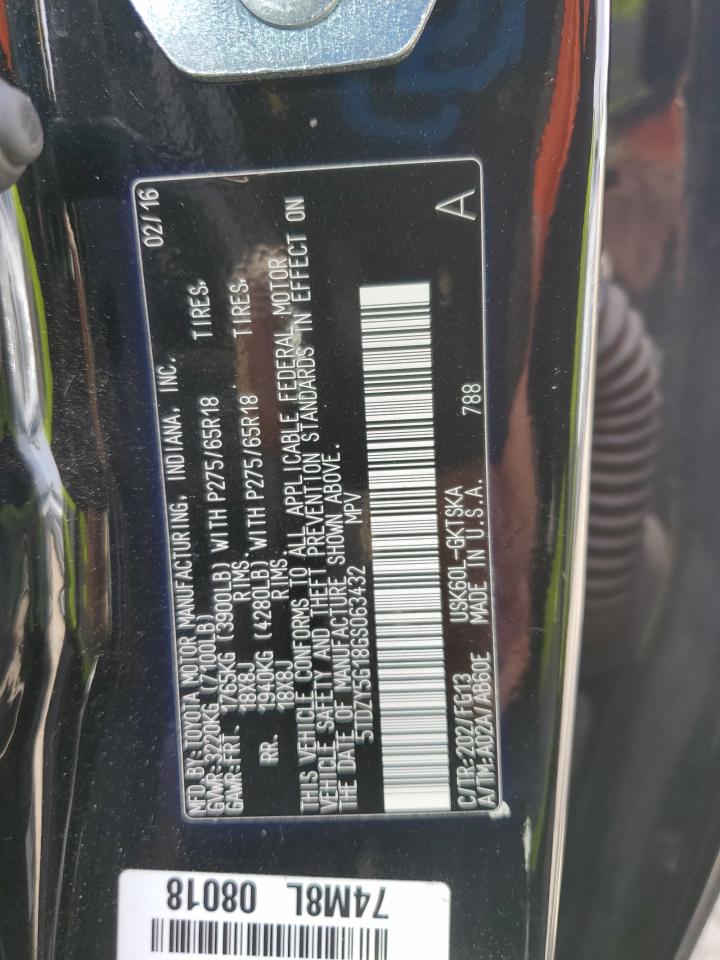 MFD BY: TOYOTA MOTOR MANUFACTURING, INDIANA, INC. 02/16
GVWR: 3220KG (7100LB)
GAWR: FRT. 1765KG (3900LB) WITH P275/65R18 TIRES,
18X8J RIMS.
RR. 1940KG (4280LB) WITH P275/65R18 TIRES,
18X8J RIMS.
THIS VEHICLE CONFORMS TO ALL APPLICABLE FEDERAL MOTOR
VEHICLE SAFETY AND THEFT PREVENTION STANDARDS IN EFFECT ON
THE DATE OF MANUFACTURE SHOWN ABOVE.
5TDZY5G18GS063432 MPV
C/TR:202/FG13 USK60L-GKTSKA 788 A
A/TM:A02A/AB60E MADE IN U.S.A.
74M8L
08018